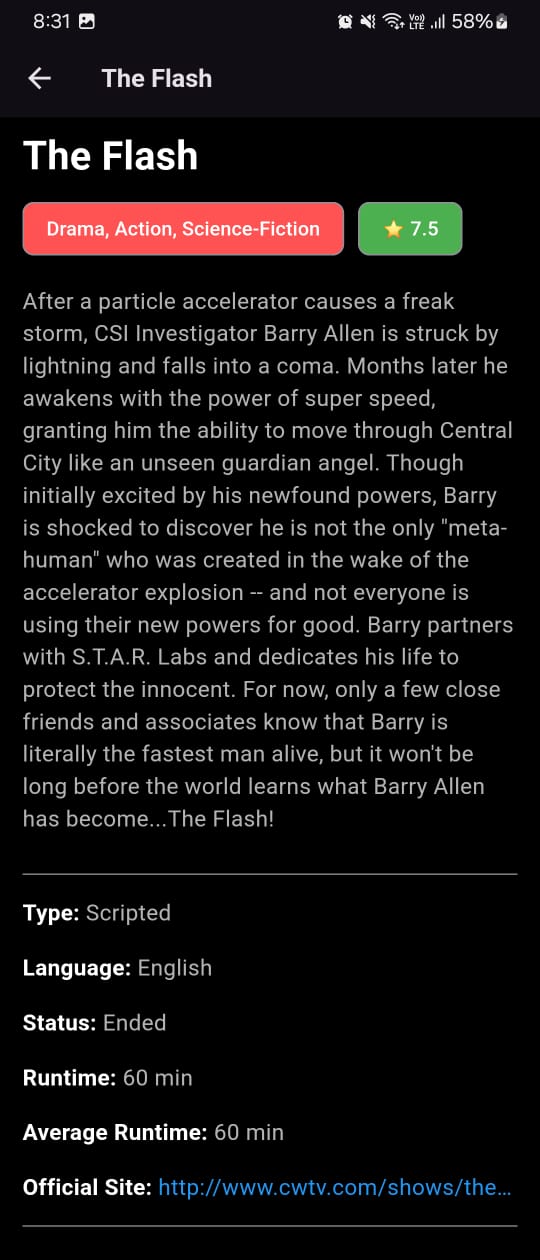 8:31 Vo)) LTE 58%
The Flash
The Flash
Drama, Action, Science-Fiction ⭐ 7.5
After a particle accelerator causes a freak
storm, CSI Investigator Barry Allen is struck by
lightning and falls into a coma. Months later he
awakens with the power of super speed,
granting him the ability to move through Central
City like an unseen guardian angel. Though
initially excited by his newfound powers, Barry
is shocked to discover he is not the only "meta-
human" who was created in the wake of the
accelerator explosion -- and not everyone is
using their new powers for good. Barry partners
with S.T.A.R. Labs and dedicates his life to
protect the innocent. For now, only a few close
friends and associates know that Barry is
literally the fastest man alive, but it won't be
long before the world learns what Barry Allen
has become...The Flash!
Type: Scripted
Language: English
Status: Ended
Runtime: 60 min
Average Runtime: 60 min
Official Site: http://www.cwtv.com/shows/the...